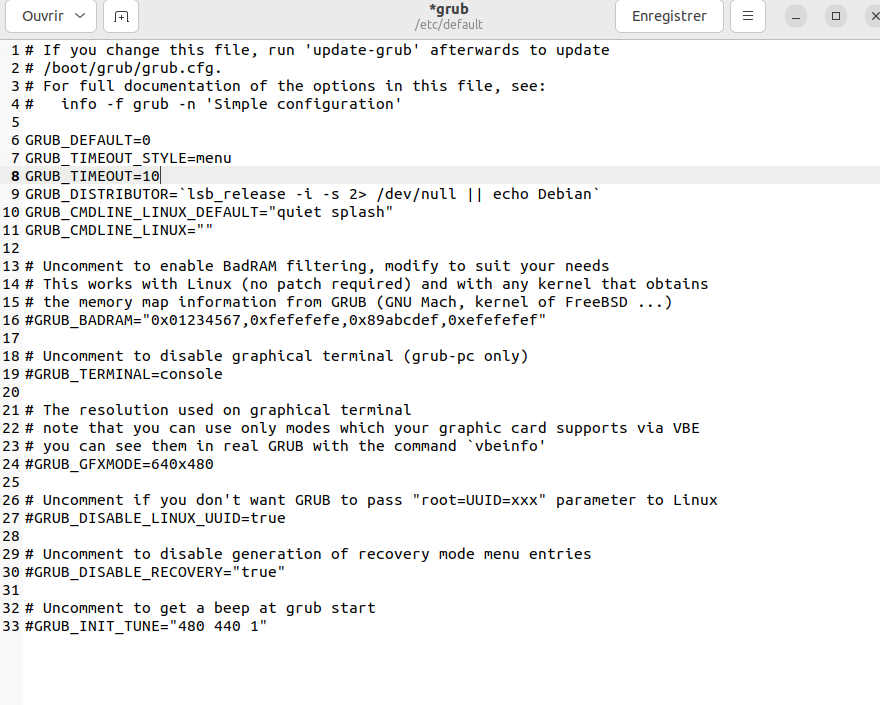 Ouvrir
*grub
/etc/default
Enregistrer
1 # If you change this file, run 'update-grub' afterwards to update
2 # /boot/grub/grub.cfg.
3 # For full documentation of the options in this file, see:
4 #   info -f grub -n 'Simple configuration'
5
6 GRUB_DEFAULT=0
7 GRUB_TIMEOUT_STYLE=menu
8 GRUB_TIMEOUT=10
9 GRUB_DISTRIBUTOR=`lsb_release -i -s 2> /dev/null || echo Debian`
10 GRUB_CMDLINE_LINUX_DEFAULT="quiet splash"
11 GRUB_CMDLINE_LINUX=""
12
13 # Uncomment to enable BadRAM filtering, modify to suit your needs
14 # This works with Linux (no patch required) and with any kernel that obtains
15 # the memory map information from GRUB (GNU Mach, kernel of FreeBSD ...)
16 #GRUB_BADRAM="0x01234567,0xfefefefe,0x89abcdef,0xefefefef"
17
18 # Uncomment to disable graphical terminal (grub-pc only)
19 #GRUB_TERMINAL=console
20
21 # The resolution used on graphical terminal
22 # note that you can use only modes which your graphic card supports via VBE
23 # you can see them in real GRUB with the command `vbeinfo'
24 #GRUB_GFXMODE=640x480
25
26 # Uncomment if you don't want GRUB to pass "root=UUID=xxx" parameter to Linux
27 #GRUB_DISABLE_LINUX_UUID=true
28
29 # Uncomment to disable generation of recovery mode menu entries
30 #GRUB_DISABLE_RECOVERY="true"
31
32 # Uncomment to get a beep at grub start
33 #GRUB_INIT_TUNE="480 440 1"